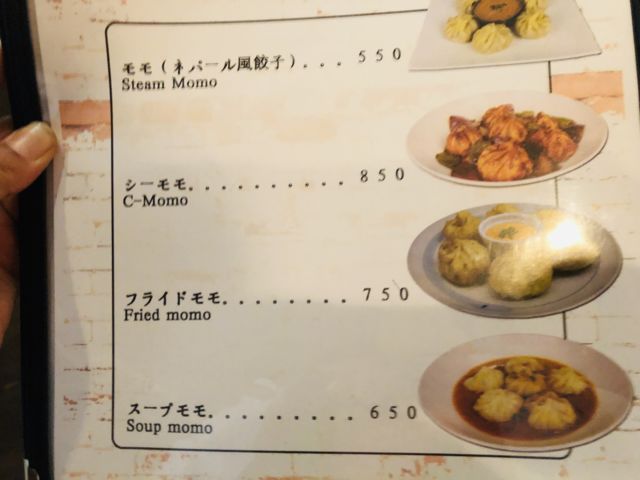 モモ（ネパール風餃子）... 550
Steam Momo
シーモモ.......... 850
C-Momo
フライドモモ........ 750
Fried momo
スープモモ......... 650
Soup momo